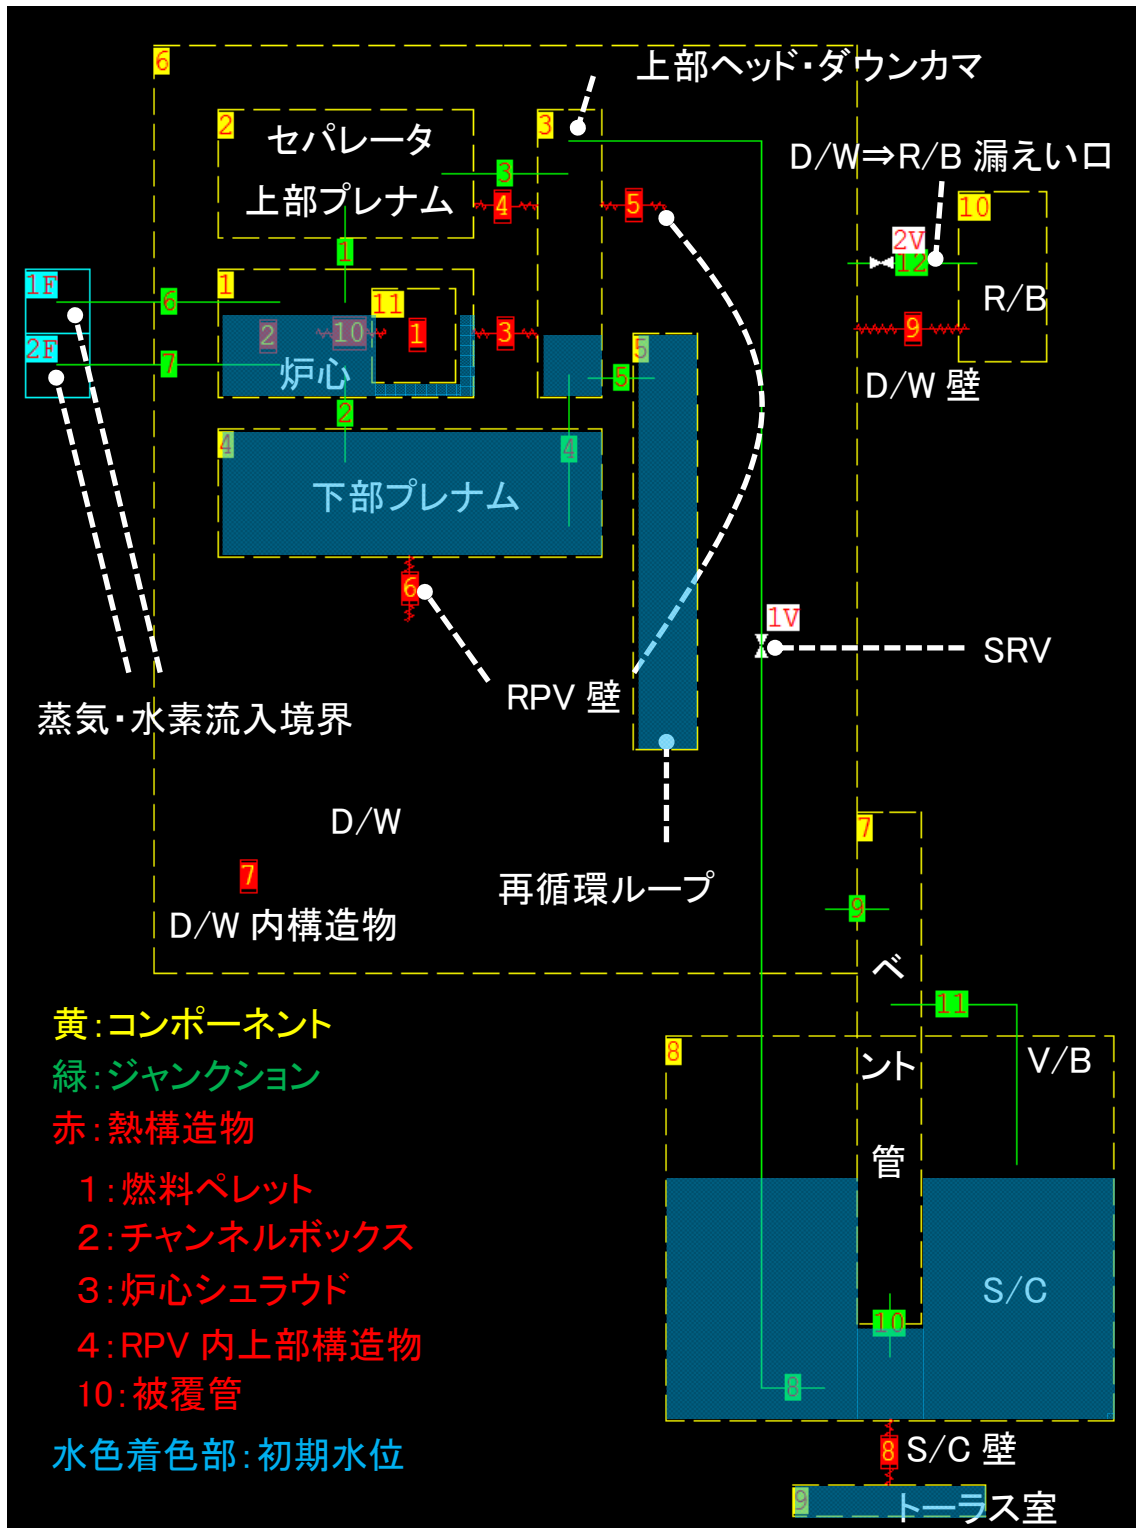 上部ヘッド・ダウンカマ
6
2
セパレータ
3
D/W⇒R/B 漏えい口
3
上部プレナム
4
5
10
2V
12
1
1F
1
11
R/B
6
2
10
1
3
9
2F
5
7
炉心
5
D/W 壁
2
4
4
下部プレナム
6
1V
SRV
RPV 壁
蒸気・水素流入境界
D/W
7
7
再循環ループ
D/W 内構造物
9
ベ
11
黄:コンポーネント
8
ント
V/B
緑:ジャンクション
赤:熱構造物
管
1:燃料ペレット
2:チャンネルボックス
3:炉心シュラウド
S/C
10
4:RPV 内上部構造物
8
10:被覆管
水色着色部:初期水位
8
S/C 壁
9
トーラス室